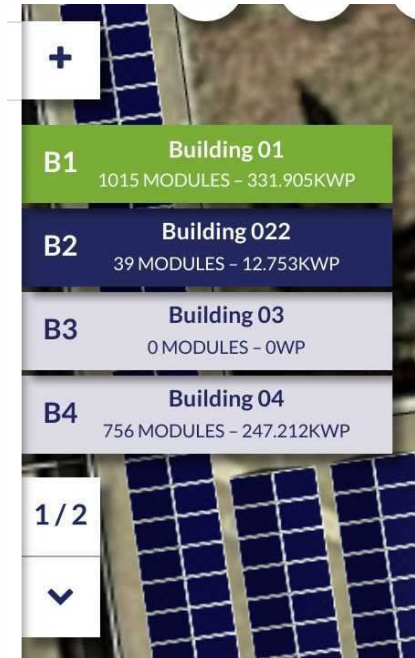 +
B1
Building 01
1015 MODULES – 331.905KWP
B2
Building 022
39 MODULES – 12.753KWP
B3
Building 03
0 MODULES – 0WP
B4
Building 04
756 MODULES – 247.212KWP
1 / 2